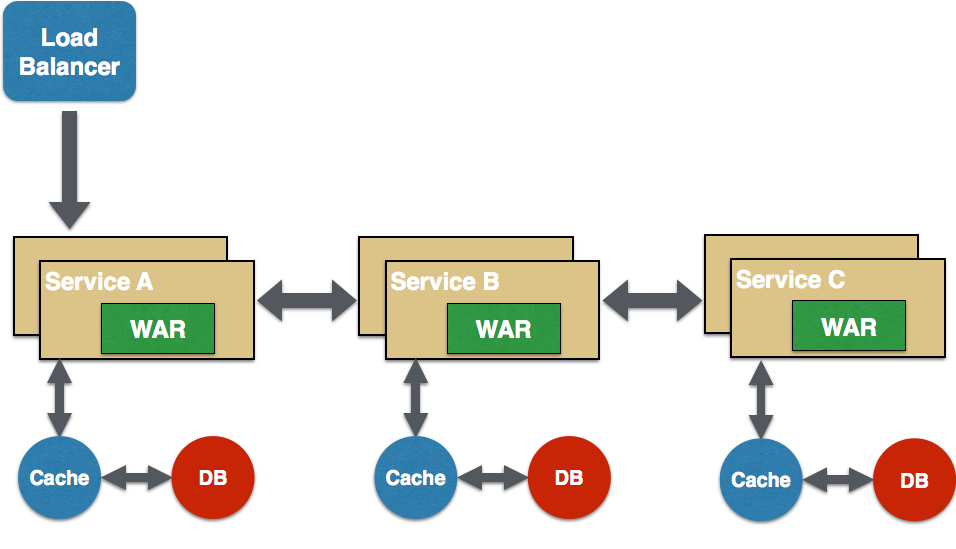 Load
Balancer
Service A
WAR
Service B
WAR
Service C
WAR
Cache
DB
Cache
DB
Cache
DB